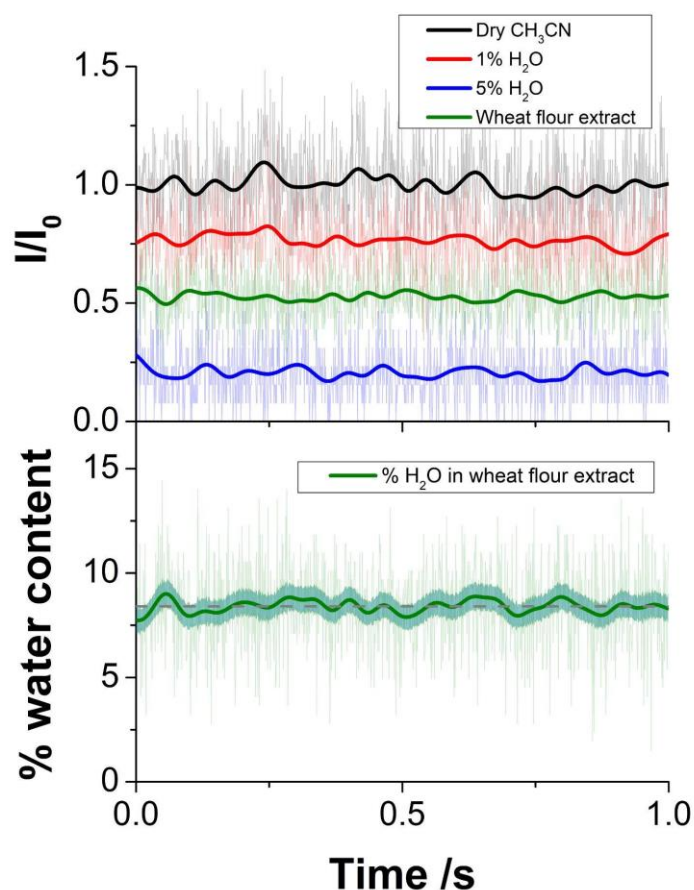 Dry CH₃CN
1% H₂O
5% H₂O
Wheat flour extract
1.5
1.0
0.5
0.0
I/I₀
% H₂O in wheat flour extract
15
10
5
0
% water content
0.0 0.5 1.0
Time /s